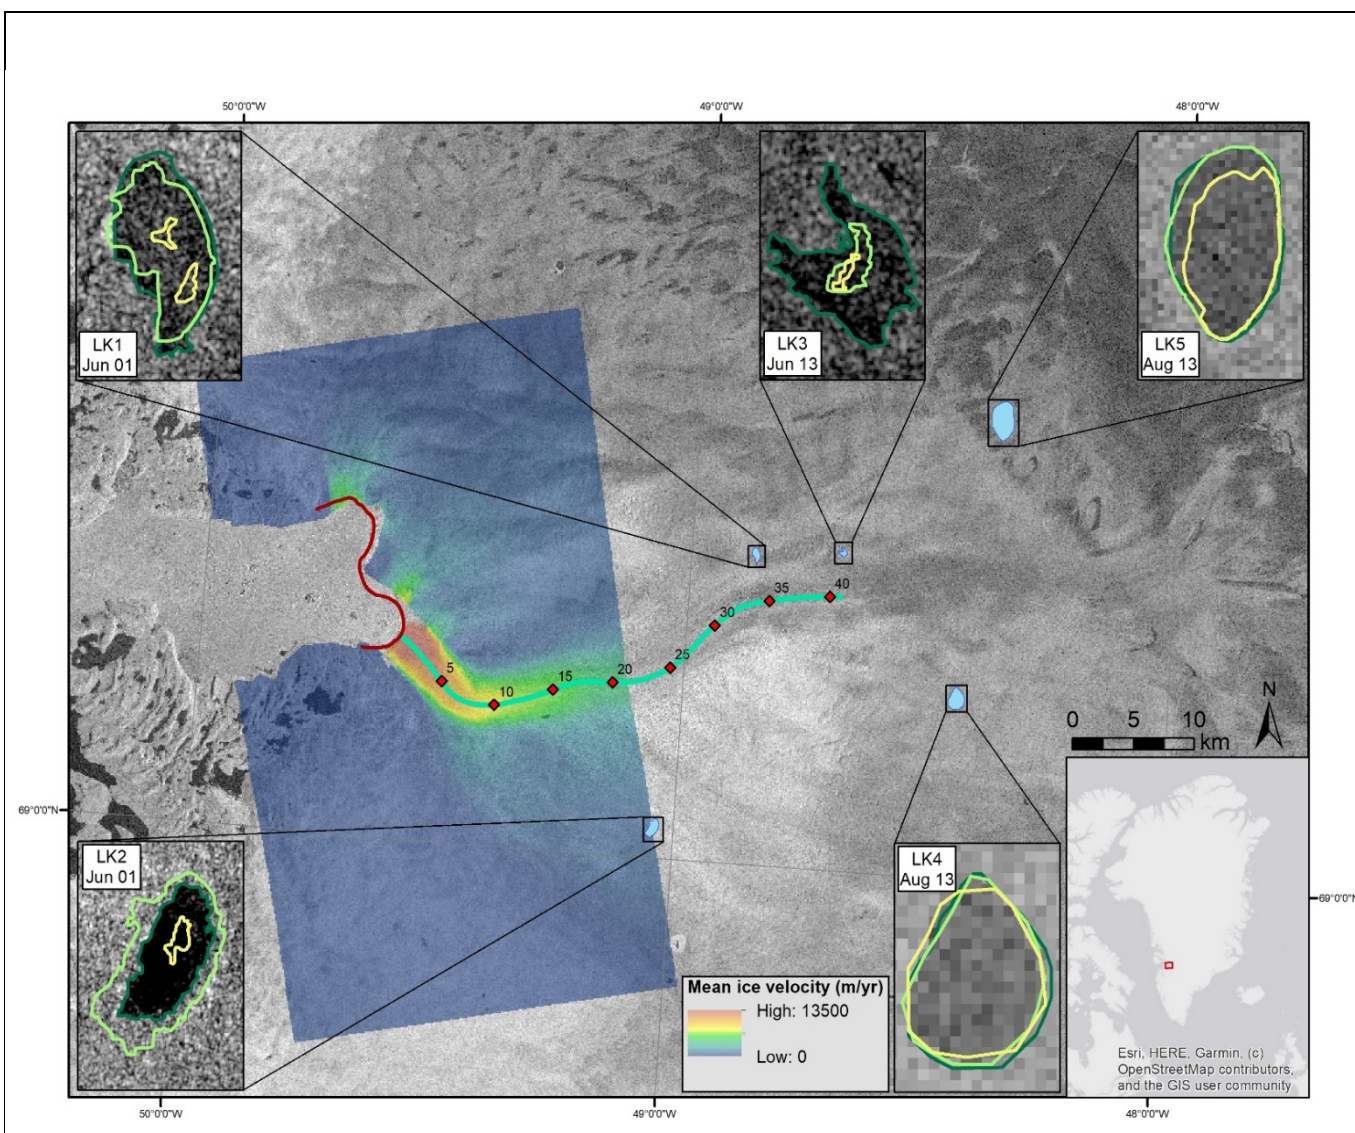 50°0'0"W
49°0'0"W
48°0'0"W
LK1
Jun 01
LK3
Jun 13
LK5
Aug 13
40
35
30
25
20
15
10
5
N
0 5 10
km
69°0'0"N
LK2
Jun 01
LK4
Aug 13
69°0'0"N
Mean ice velocity (m/yr)
High: 13500
Low: 0
Esri, HERE, Garmin, (c)
OpenStreetMap contributors,
and the GIS user community
50°0'0"W
49°0'0"W
48°0'0"W